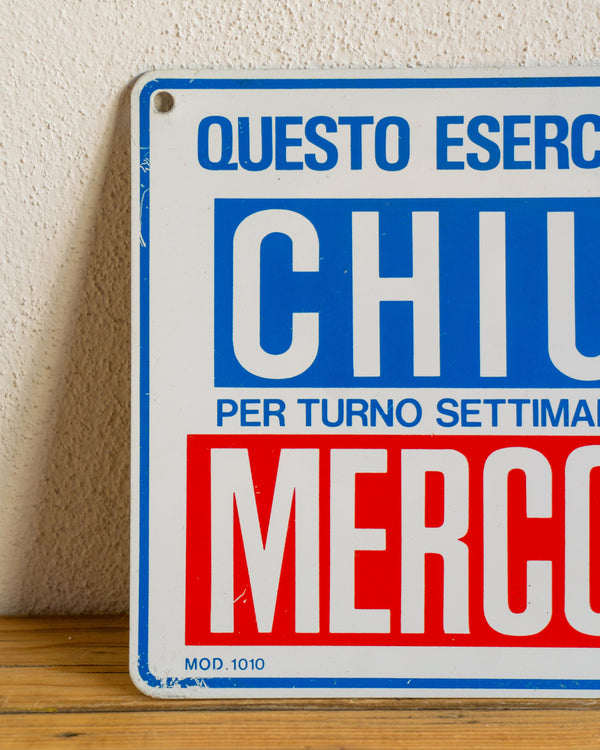 QUESTO ESERC
CHIU
PER TURNO SETTIMA
MERCO
MOD. 1010